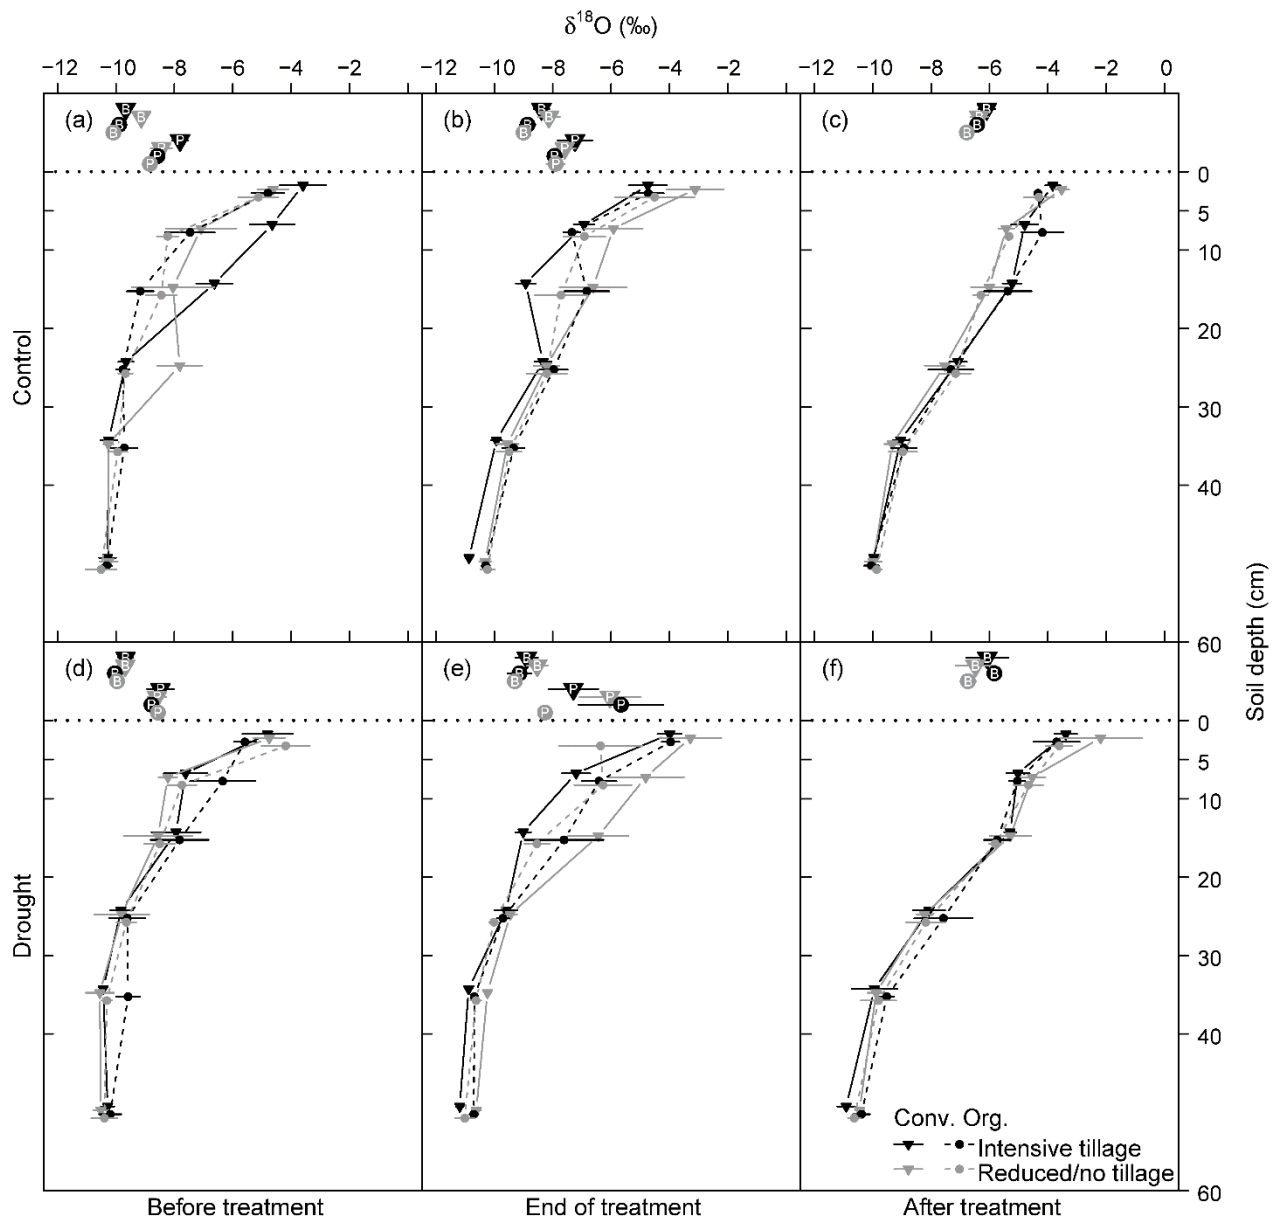 δ¹⁸O (‰)
−12 −10 −8 −6 −4 −2 −12 −10 −8 −6 −4 −2 −12 −10 −8 −6 −4 −2 0
(a) B B B B P P P P
(b) B B B B P P P P
(c) B B B B
0
5
10
20
30
40
60
Control
Soil depth (cm)
(d) B B B B P P P P
(e) B B B B P P P P
(f) B B B B
0
5
10
20
30
40
60
Drought
Conv. Org.
Intensive tillage
Reduced/no tillage
Before treatment End of treatment After treatment